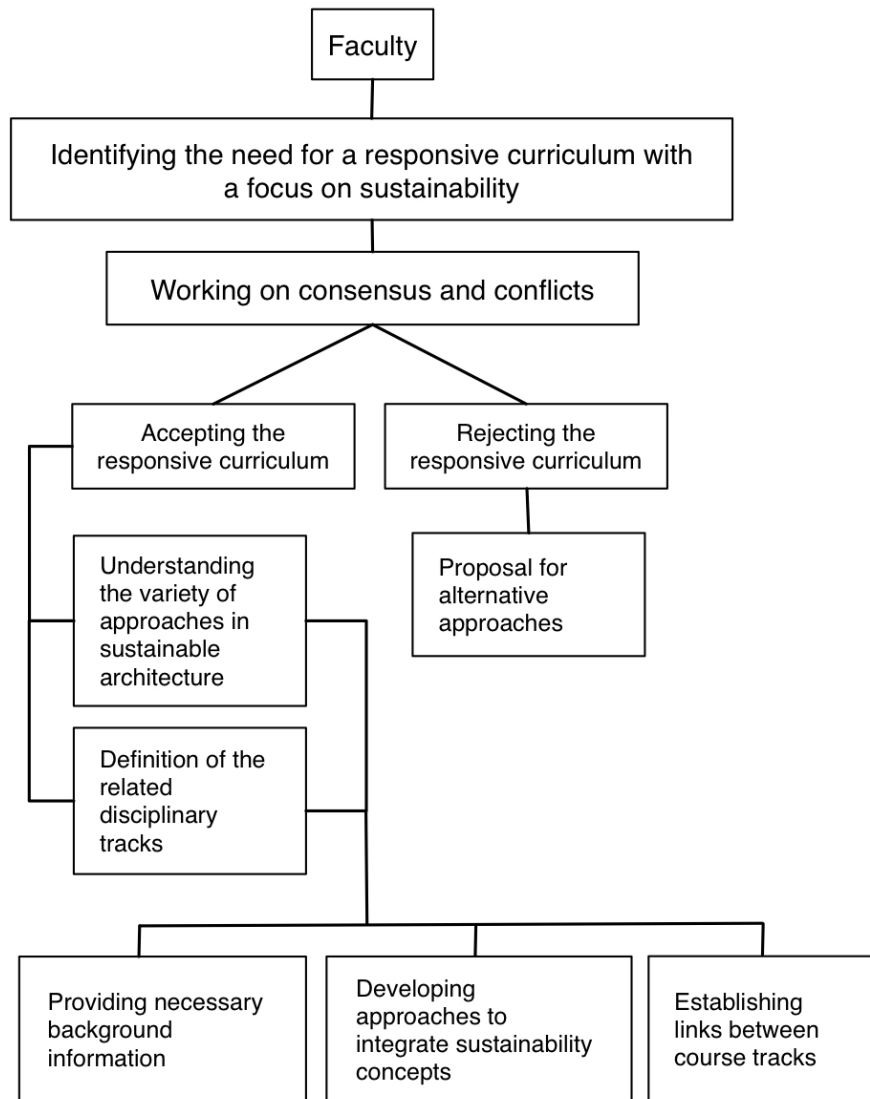 Faculty
Identifying the need for a responsive curriculum with
a focus on sustainability
Working on consensus and conflicts
Accepting the
responsive curriculum
Rejecting the
responsive curriculum
Understanding
the variety of
approaches in
sustainable
architecture
Proposal for
alternative
approaches
Definition of the
related
disciplinary
tracks
Providing necessary
background
information
Developing
approaches to
integrate sustainability
concepts
Establishing
links between
course tracks